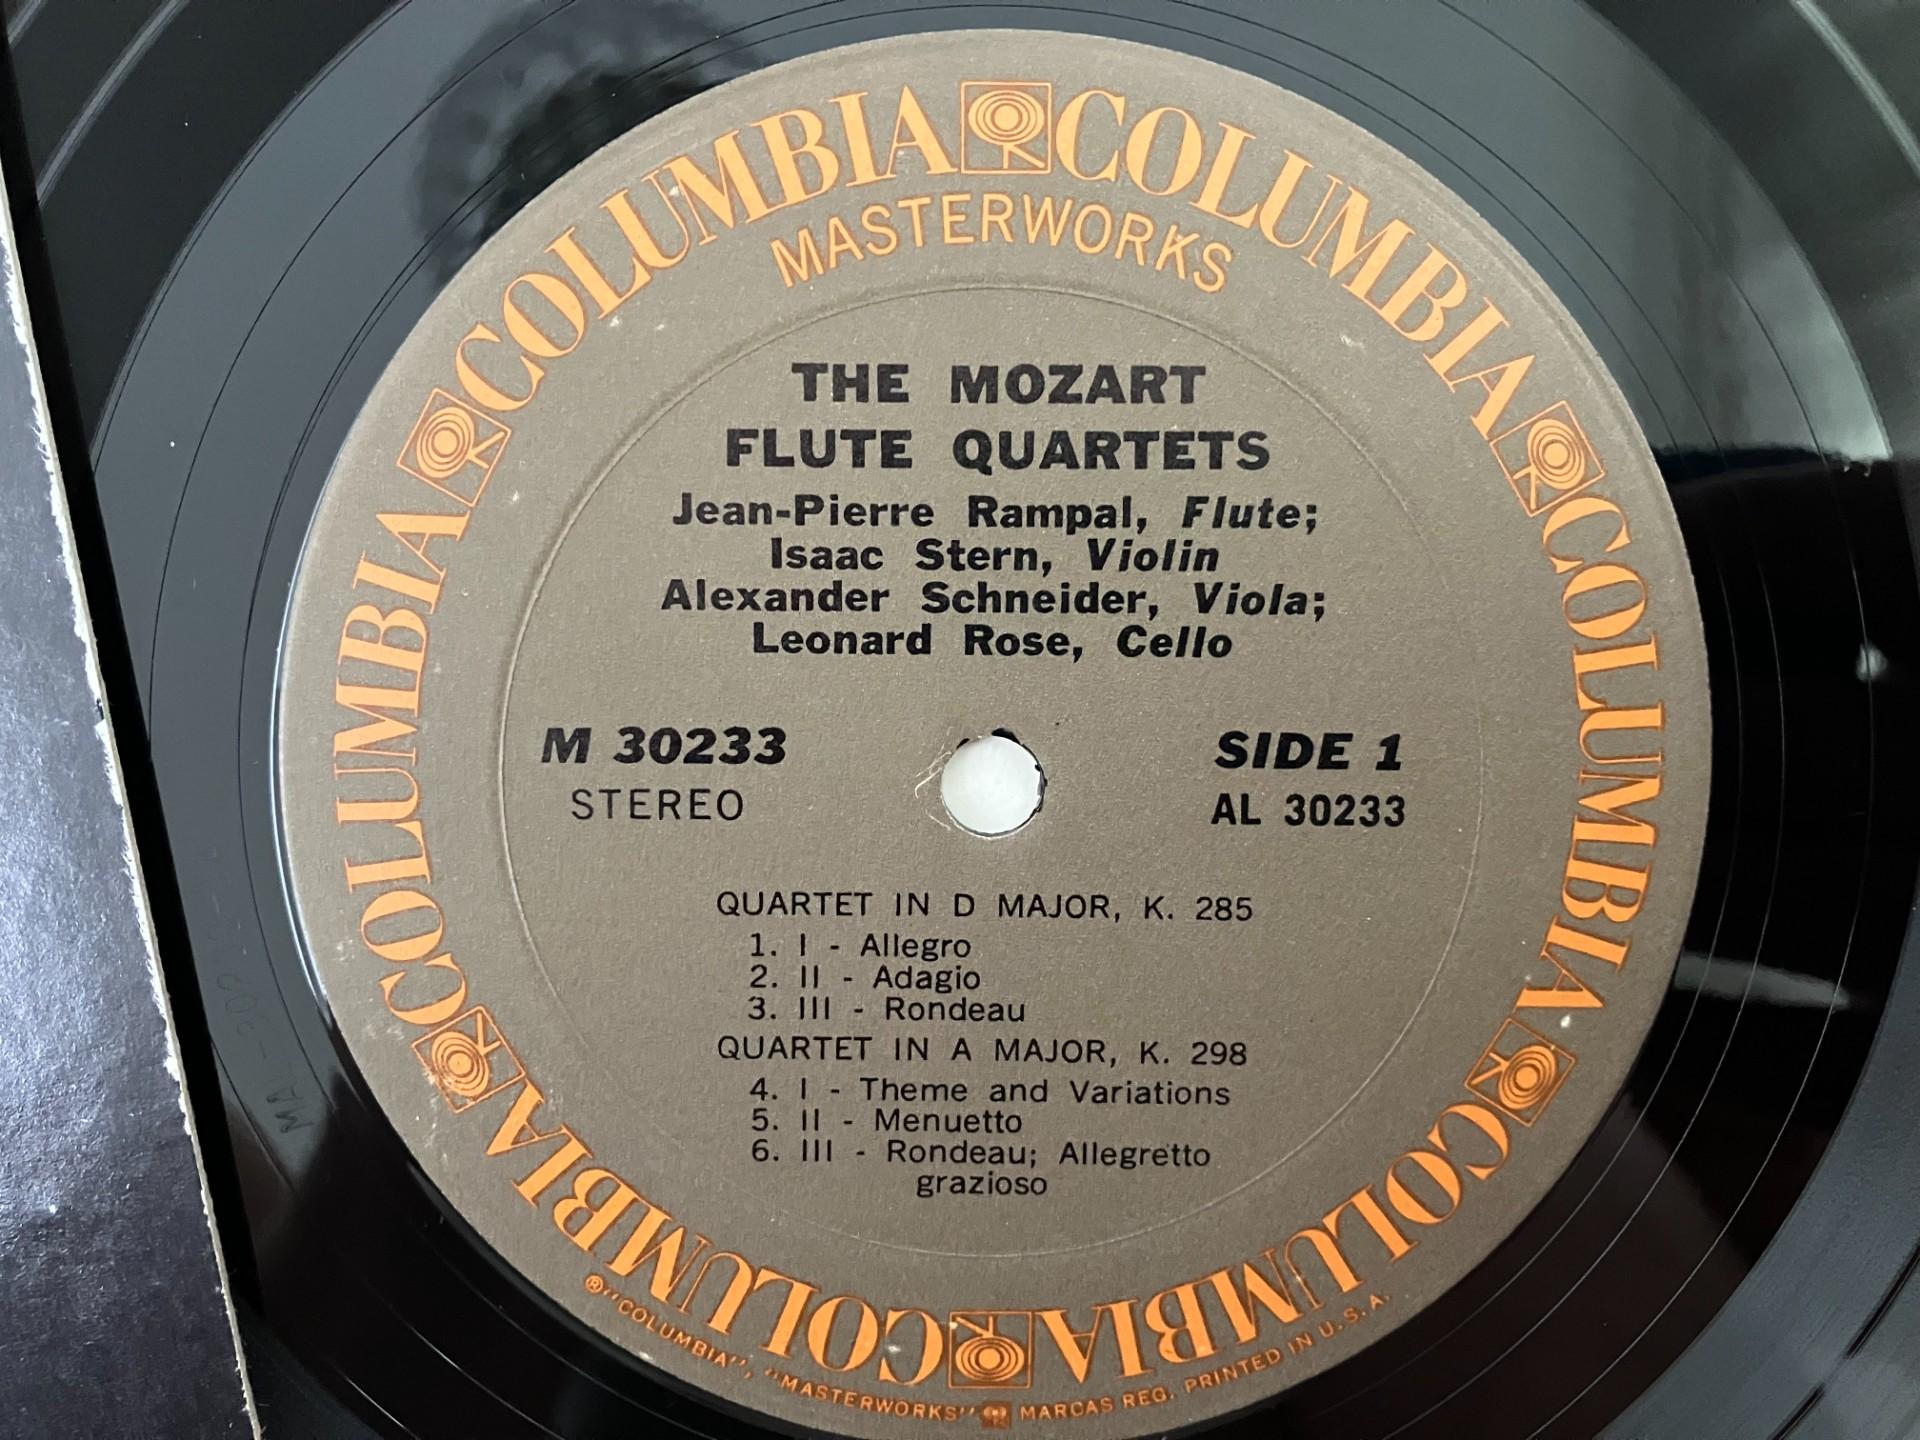 COLUMBIA COLUMBIA COLUMBIA COLUMBIA COLUMBIA COLUMBIA
MASTERWORKS
THE MOZART
FLUTE QUARTETS
Jean-Pierre Rampal, Flute;
Isaac Stern, Violin
Alexander Schneider, Viola;
Leonard Rose, Cello
M 30233
STEREO
SIDE 1
AL 30233
QUARTET IN D MAJOR, K. 285
1. I - Allegro
2. II - Adagio
3. III - Rondeau
QUARTET IN A MAJOR, K. 298
4. I - Theme and Variations
5. II - Menuetto
6. III - Rondeau; Allegretto
grazioso
®"COLUMBIA", "MASTERWORKS" MARCAS REG. PRINTED IN U.S.A.